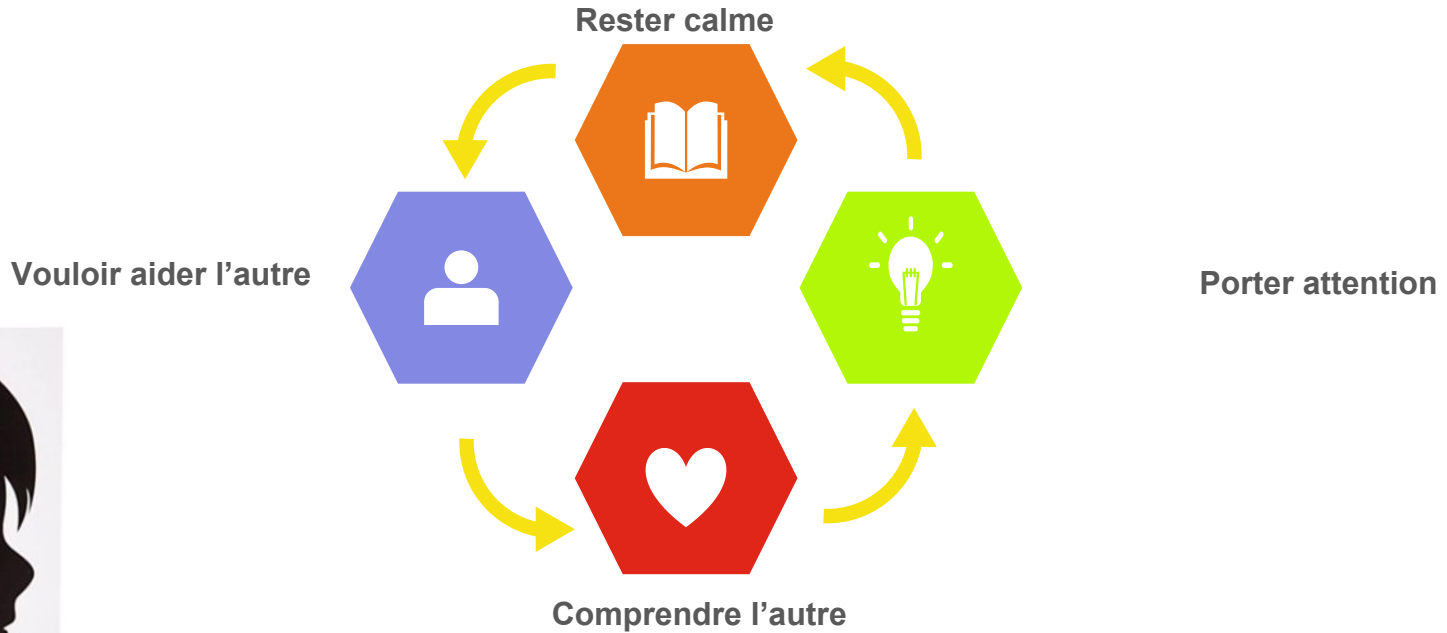 Rester calme
Vouloir aider l’autre
Porter attention
Comprendre l’autre